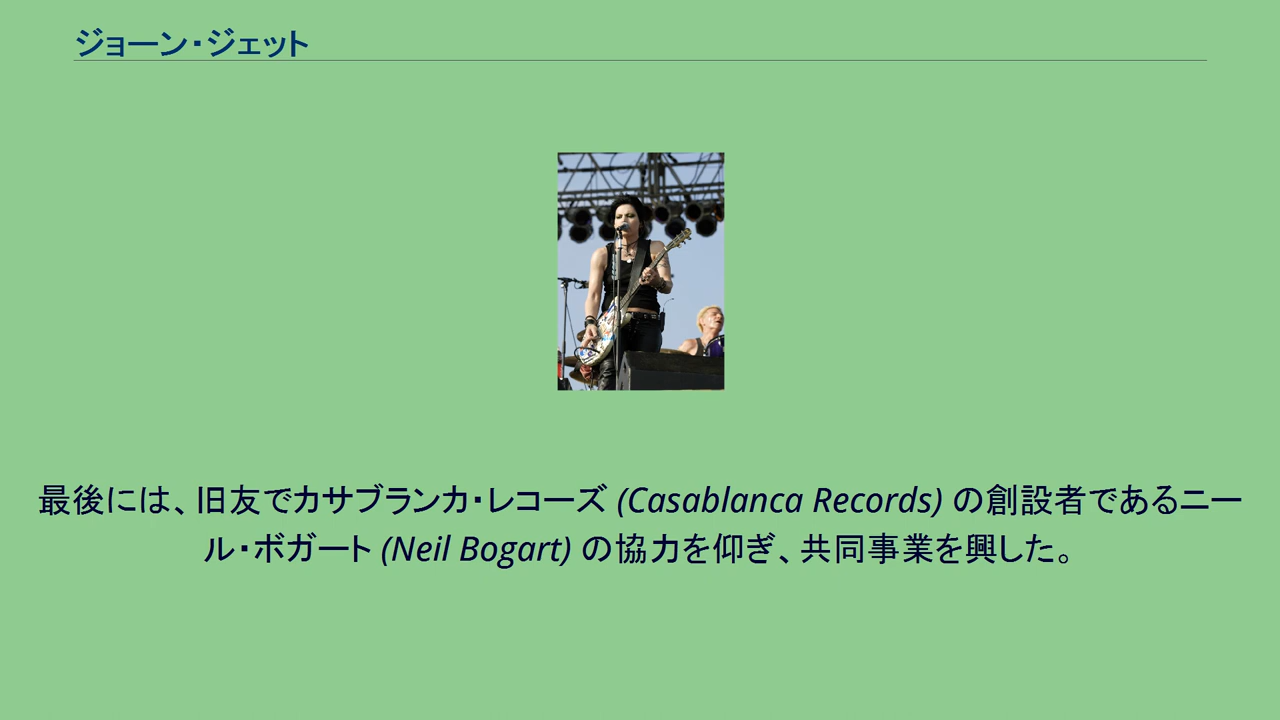 ジョーン・ジェット
最後には、旧友でカサブランカ・レコーズ (Casablanca Records) の創設者であるニー
ル・ボガート (Neil Bogart) の協力を仰ぎ、共同事業を興した。